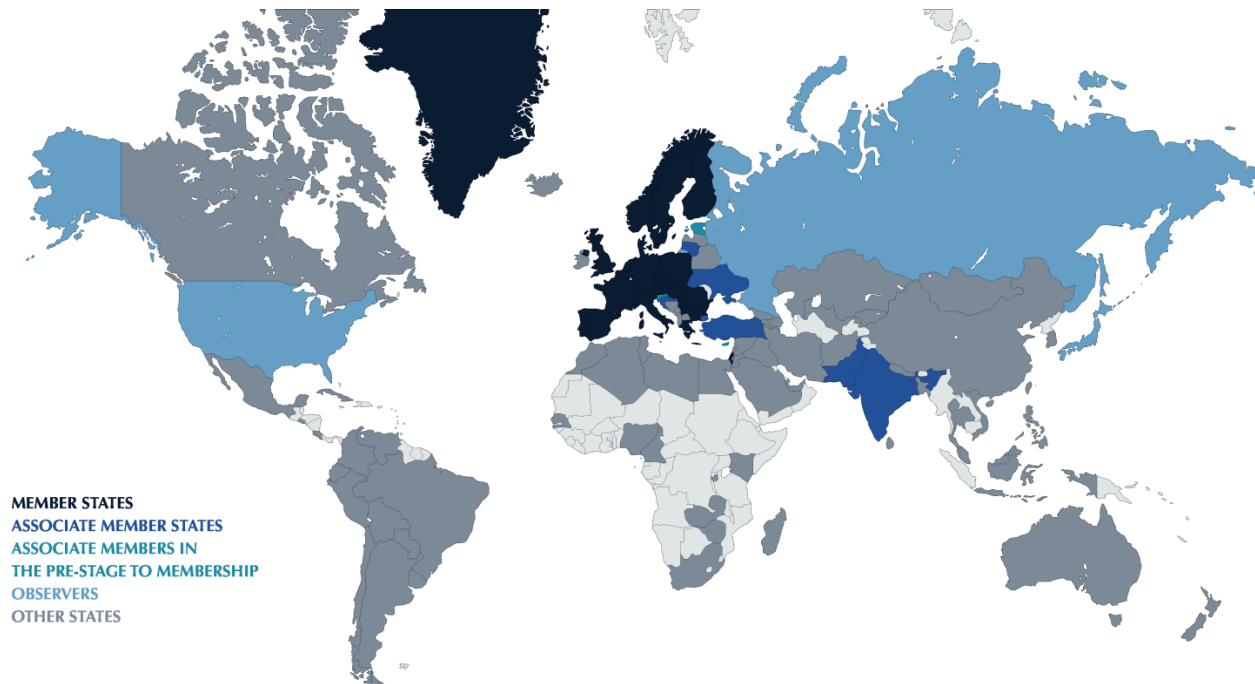 MEMBER STATES
ASSOCIATE MEMBER STATES
ASSOCIATE MEMBERS IN
THE PRE-STAGE TO MEMBERSHIP
OBSERVERS
OTHER STATES